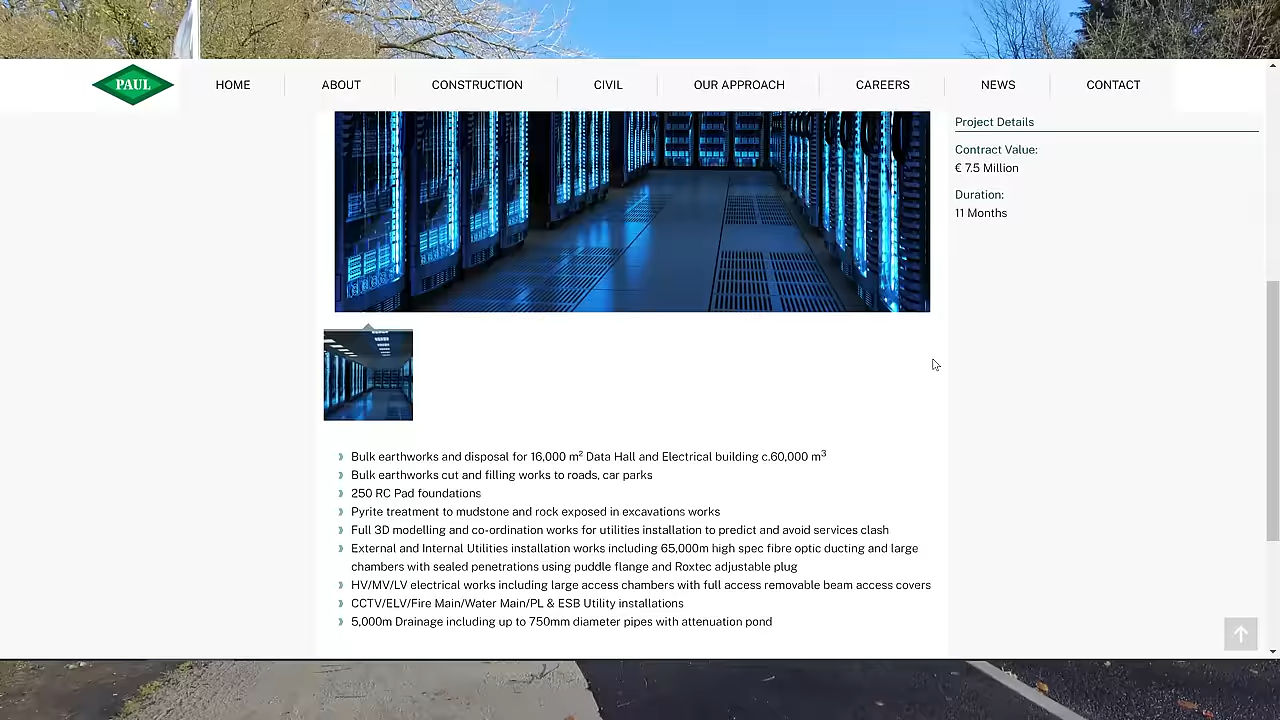 PAUL
HOME
ABOUT
CONSTRUCTION
CIVIL
OUR APPROACH
CAREERS
NEWS
CONTACT
Project Details
Contract Value:
€ 7.5 Million
Duration:
11 Months
Bulk earthworks and disposal for 16,000 m² Data Hall and Electrical building c.60,000 m³
Bulk earthworks cut and filling works to roads, car parks
250 RC Pad foundations
Pyrite treatment to mudstone and rock exposed in excavations works
Full 3D modelling and co-ordination works for utilities installation to predict and avoid services clash
External and Internal Utilities installation works including 65,000m high spec fibre optic ducting and large
chambers with sealed penetrations using puddle flange and Roxtec adjustable plug
HV/MV/LV electrical works including large access chambers with full access removable beam access covers
CCTV/ELV/Fire Main/Water Main/PL & ESB Utility installations
5,000m Drainage including up to 750mm diameter pipes with attenuation pond